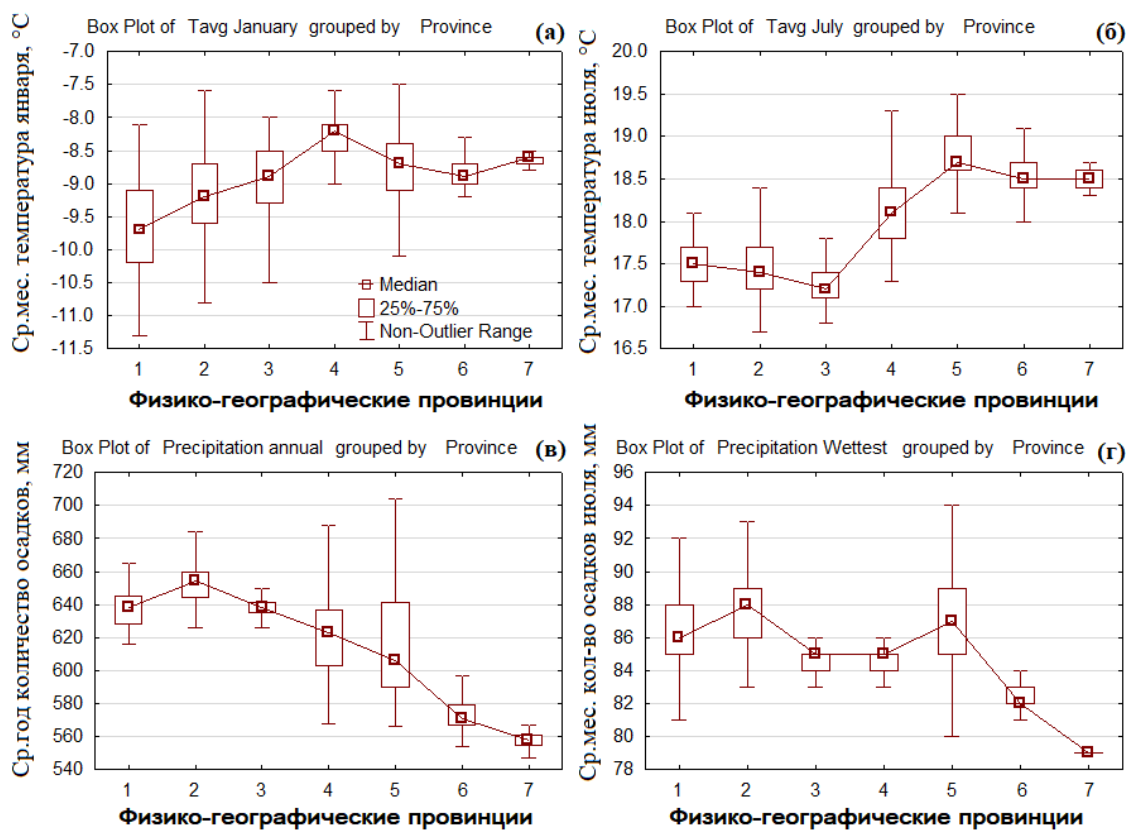 Box Plot of Tavg January grouped by Province (а)
Ср.мес. температура января, °C
-7.0
-7.5
-8.0
-8.5
-9.0
-9.5
-10.0
-10.5
-11.0
-11.5
Median
25%-75%
Non-Outlier Range
1 2 3 4 5 6 7
Физико-географические провинции
Box Plot of Tavg July grouped by Province (б)
Ср.мес. температура июля, °C
20.0
19.5
19.0
18.5
18.0
17.5
17.0
16.5
1 2 3 4 5 6 7
Физико-географические провинции
Box Plot of Precipitation annual grouped by Province (в)
Ср.год количество осадков, мм
720
700
680
660
640
620
600
580
560
540
1 2 3 4 5 6 7
Физико-географические провинции
Box Plot of Precipitation Wettest grouped by Province (г)
Ср.мес. кол-во осадков июля, мм
96
94
92
90
88
86
84
82
80
78
1 2 3 4 5 6 7
Физико-географические провинции